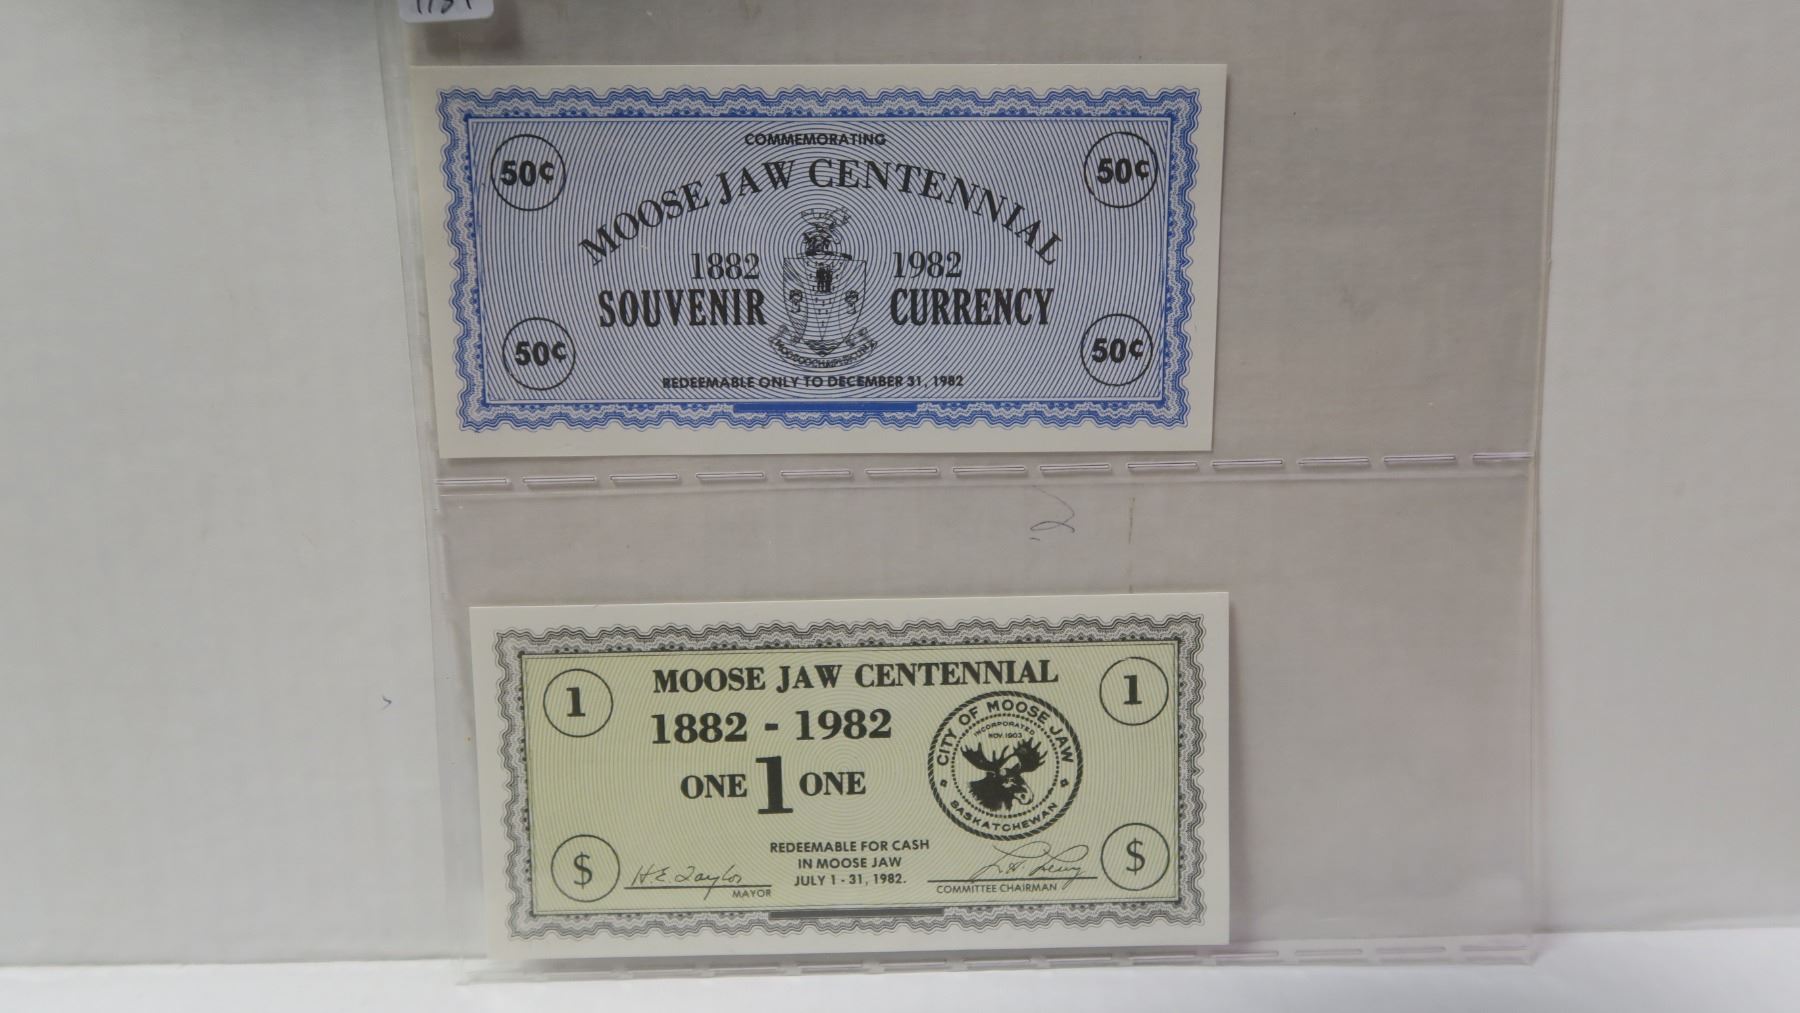 50¢
COMMEMORATING
50¢
MOOSE JAW CENTENNIAL
1882 1982
SOUVENIR CURRENCY
50¢
50¢
REDEEMABLE ONLY TO DECEMBER 31, 1982
2
1
MOOSE JAW CENTENNIAL
1
1882 - 1982
ONE 1 ONE
CITY OF MOOSE JAW
INCORPORATED
NOV. 1903
SASKATCHEWAN
$
REDEEMABLE FOR CASH
IN MOOSE JAW
JULY 1 - 31, 1982.
$
H.E. Taylor
MAYOR
COMMITTEE CHAIRMAN